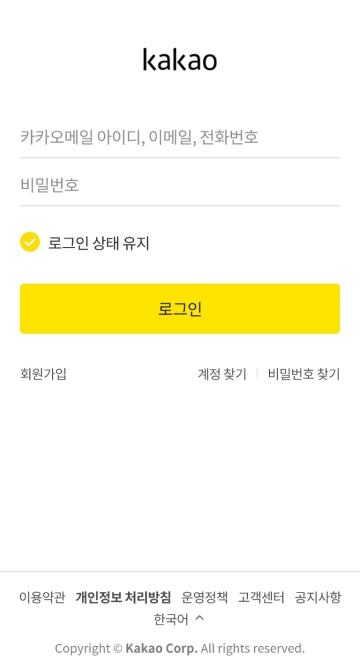 kakao
카카오메일 아이디, 이메일, 전화번호
비밀번호
로그인 상태 유지
로그인
회원가입 계정 찾기 비밀번호 찾기
이용약관 개인정보 처리방침 운영정책 고객센터 공지사항
한국어
Copyright © Kakao Corp. All rights reserved.